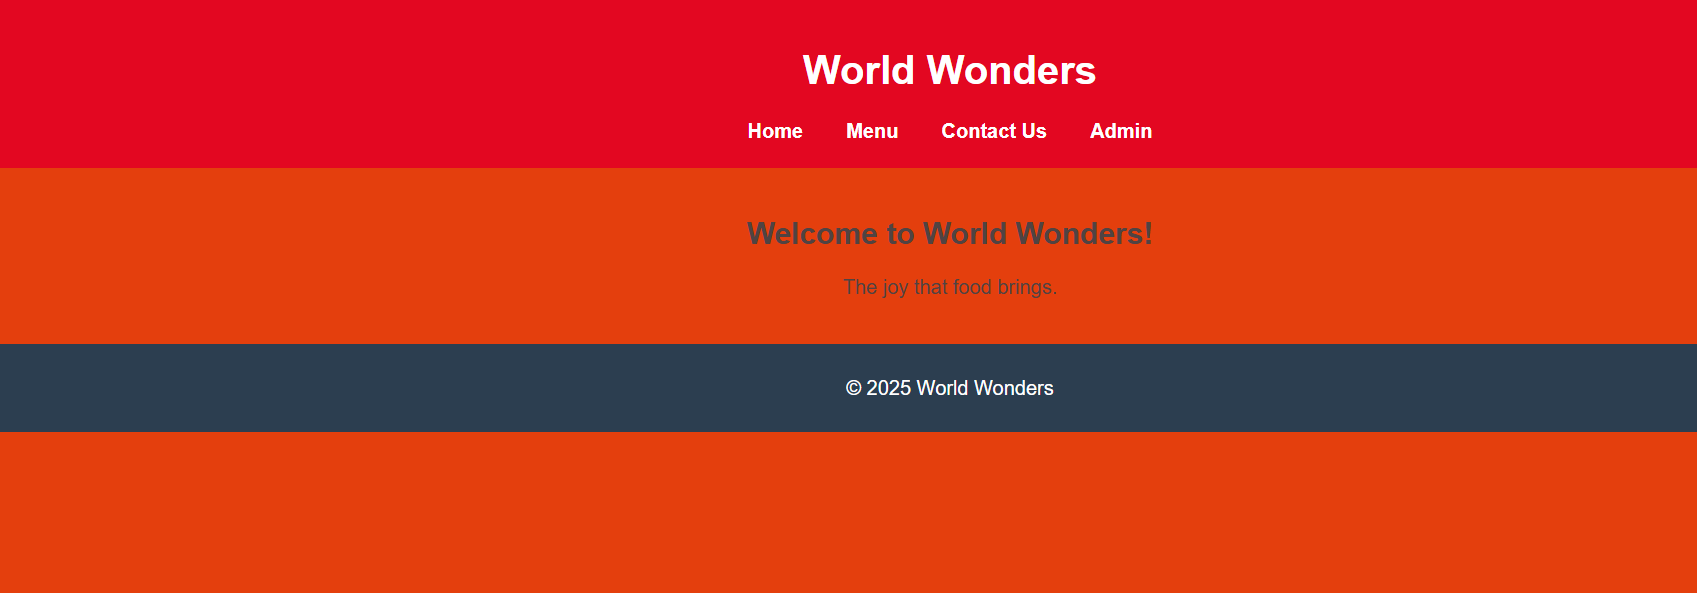 World Wonders
Home Menu Contact Us Admin
Welcome to World Wonders!
The joy that food brings.
© 2025 World Wonders